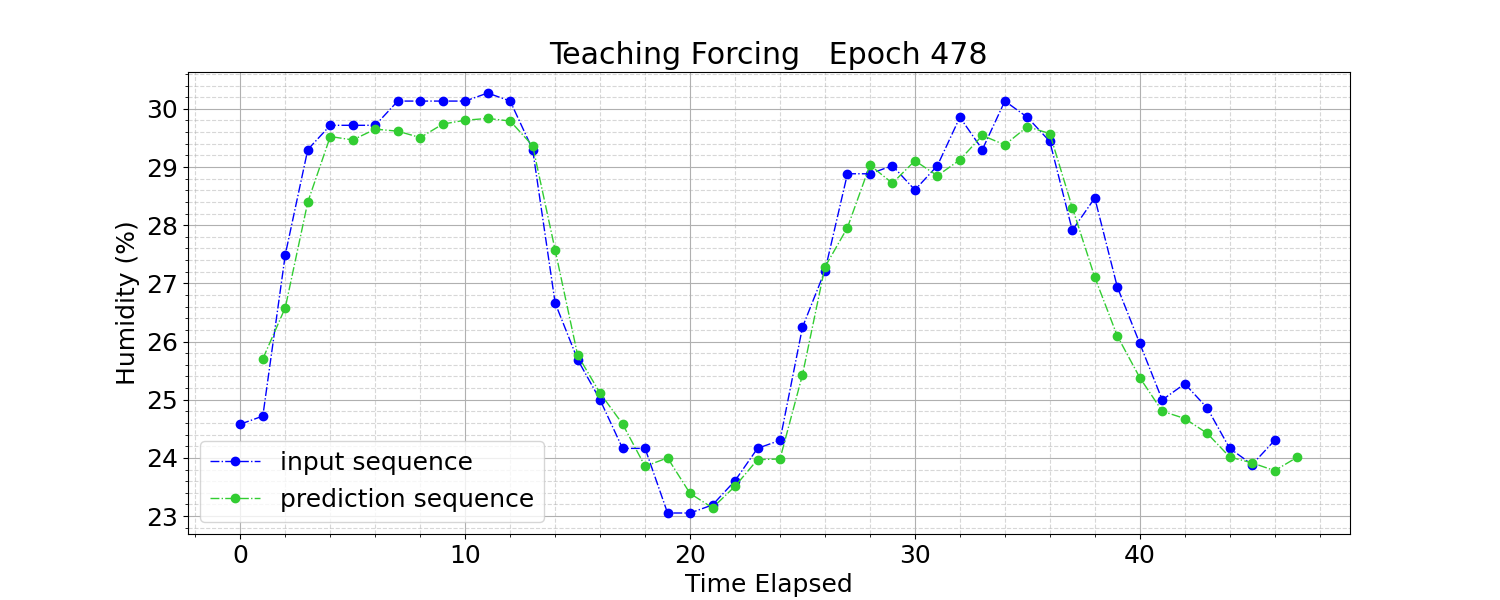 Teaching Forcing   Epoch 478
Humidity (%)
30
29
28
27
26
25
24
23
input sequence
prediction sequence
0 10 20 30 40
Time Elapsed